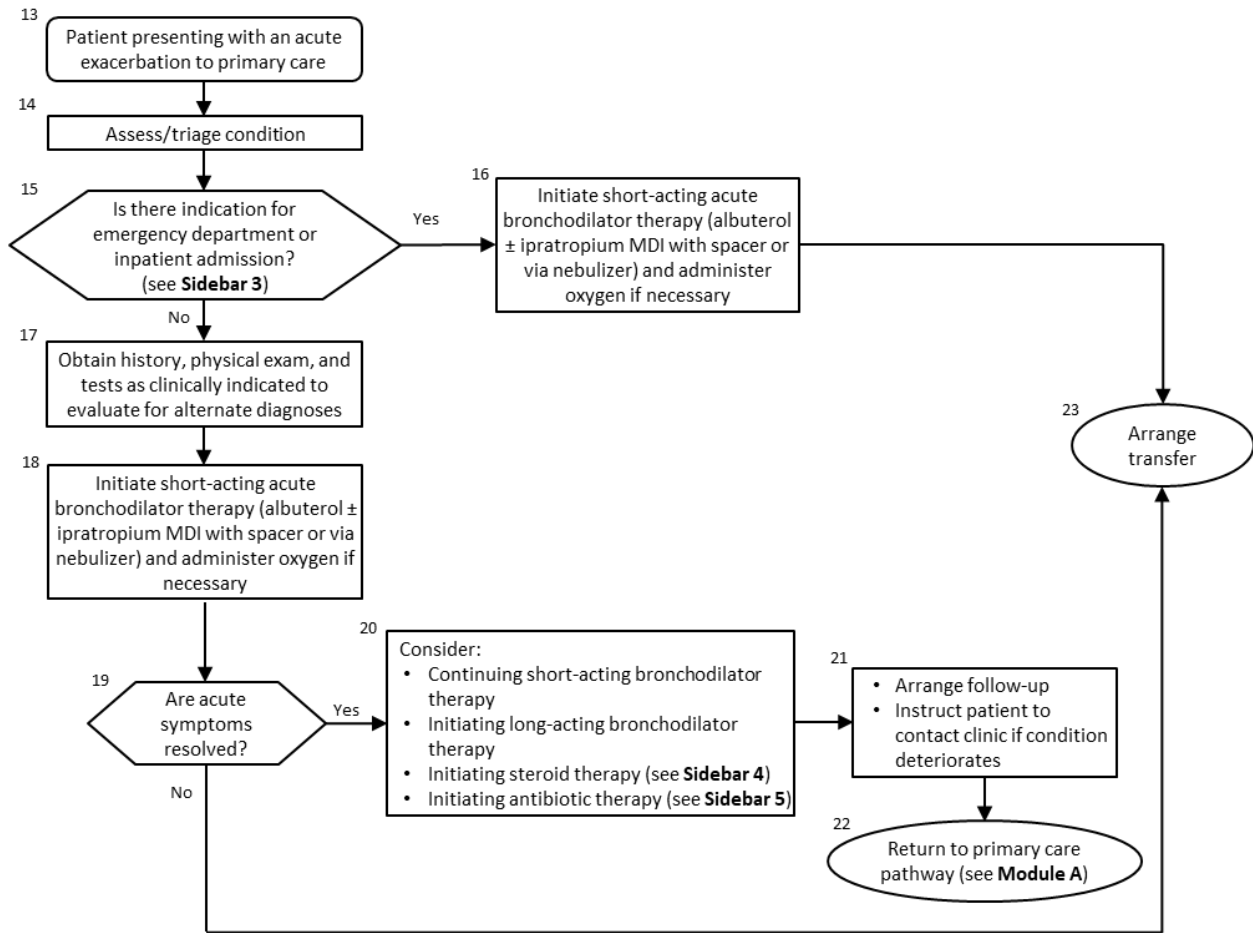 13
Patient presenting with an acute
exacerbation to primary care
14
Assess/triage condition
15
Is there indication for
emergency department or
inpatient admission?
(see Sidebar 3)
Yes
16
Initiate short-acting acute
bronchodilator therapy (albuterol
± ipratropium MDI with spacer or
via nebulizer) and administer
oxygen if necessary
No
17
Obtain history, physical exam, and
tests as clinically indicated to
evaluate for alternate diagnoses
23
Arrange
transfer
18
Initiate short-acting acute
bronchodilator therapy (albuterol ±
ipratropium MDI with spacer or via
nebulizer) and administer oxygen if
necessary
19
Are acute
symptoms
resolved?
Yes
No
20
Consider:
• Continuing short-acting bronchodilator
therapy
• Initiating long-acting bronchodilator
therapy
• Initiating steroid therapy (see Sidebar 4)
• Initiating antibiotic therapy (see Sidebar 5)
21
• Arrange follow-up
• Instruct patient to
contact clinic if condition
deteriorates
22
Return to primary care
pathway (see Module A)